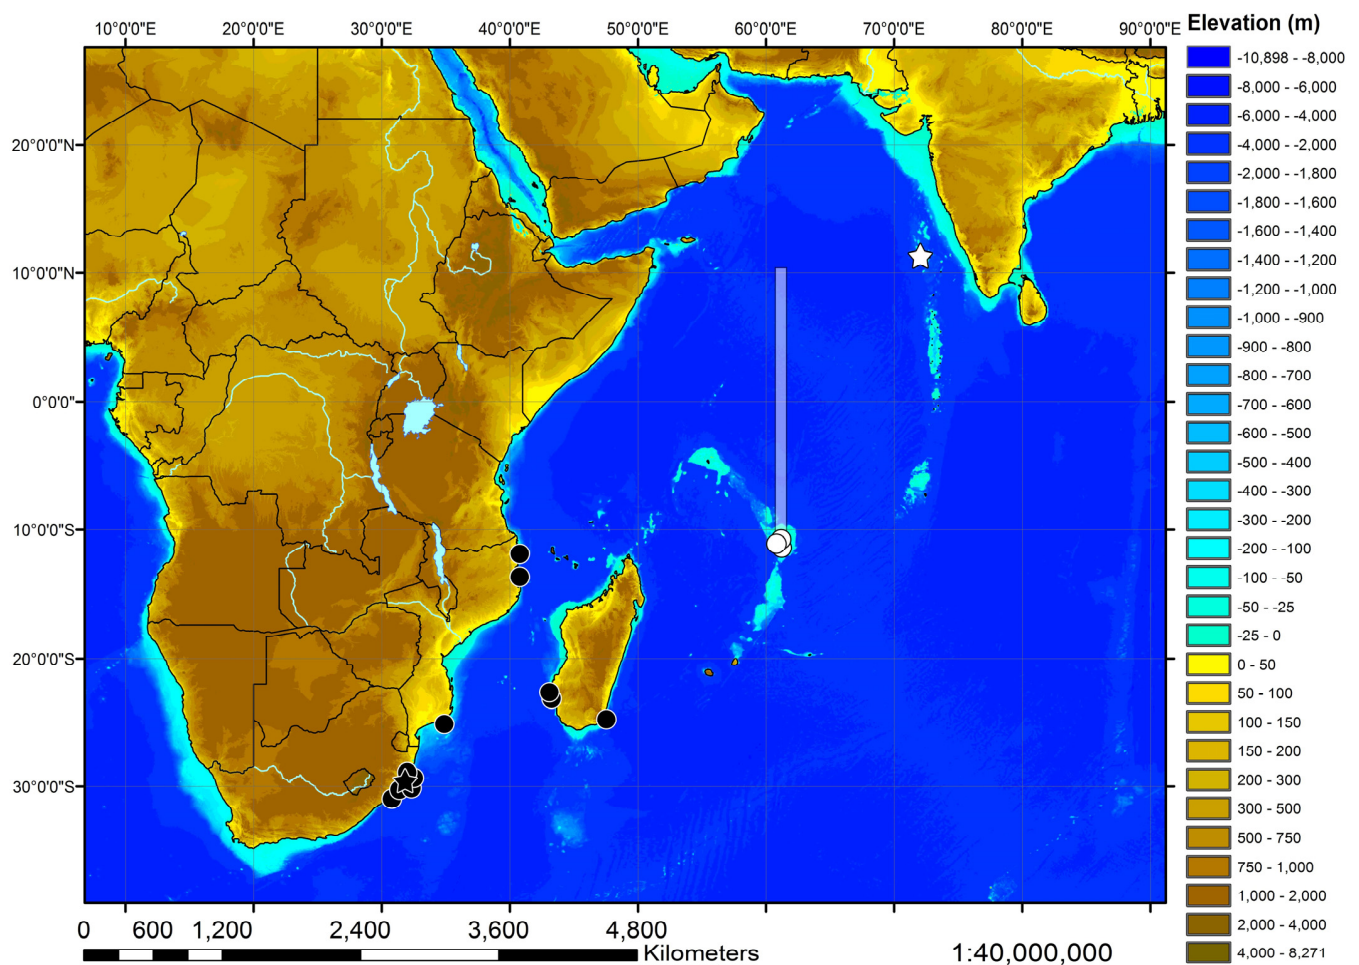 10°0'0"E 20°0'0"E 30°0'0"E 40°0'0"E 50°0'0"E 60°0'0"E 70°0'0"E 80°0'0"E 90°0'0"E
Elevation (m)
-10,898 - -8,000
-8,000 - -6,000
-6,000 - -4,000
-4,000 - -2,000
-2,000 - -1,800
-1,800 - -1,600
-1,600 - -1,400
-1,400 - -1,200
-1,200 - -1,000
-1,000 - -900
-900 - -800
-800 - -700
-700 - -600
-600 - -500
-500 - -400
-400 - -300
-300 - -200
-200 - -100
-100 - -50
-50 - -25
-25 - 0
0 - 50
50 - 100
100 - 150
150 - 200
200 - 300
300 - 500
500 - 750
750 - 1,000
1,000 - 2,000
2,000 - 4,000
4,000 - 8,271
20°0'0"N
10°0'0"N
0°0'0"
10°0'0"S
20°0'0"S
30°0'0"S
0 600 1,200 2,400 3,600 4,800
Kilometers
1:40,000,000